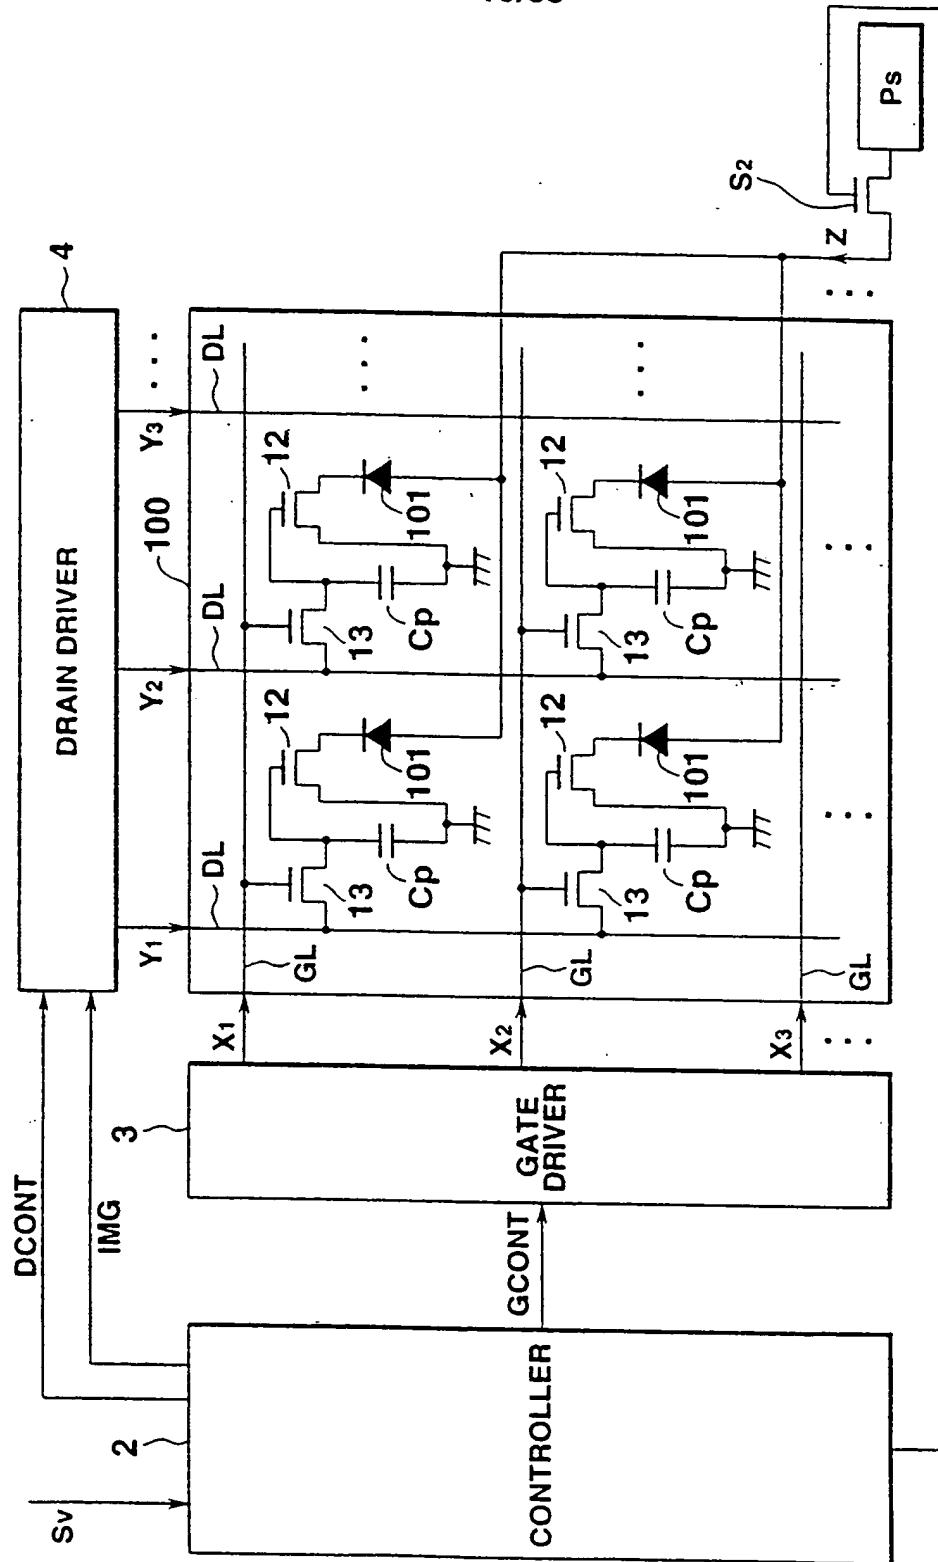 Sv
2
CONTROLLER
DCONT
IMG
GCONT
3
GATE
DRIVER
4
DRAIN DRIVER
100
Y1
Y2
Y3
...
DL
DL
DL
X1
GL
13
12
13
12
Cp
101
Cp
101
...
X2
GL
13
12
13
12
Cp
101
Cp
101
...
X3
GL
...
...
...
...
Z
S2
Ps